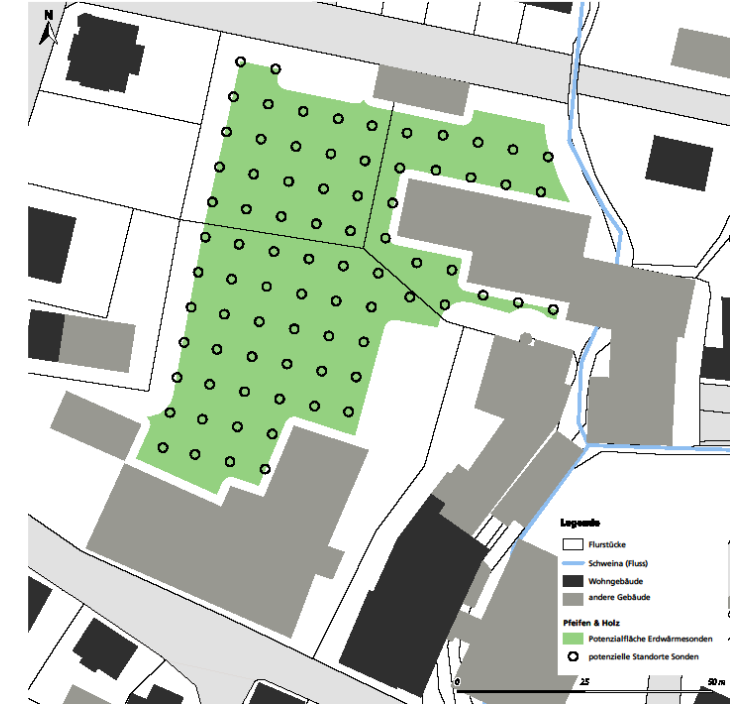 N
Legende
Flurstücke
Schweina (Fluss)
Wohngebäude
andere Gebäude
Pfeifen & Holz
Potenzialfläche Erdwärmesonden
potenzielle Standorte Sonden
0 25 50 m